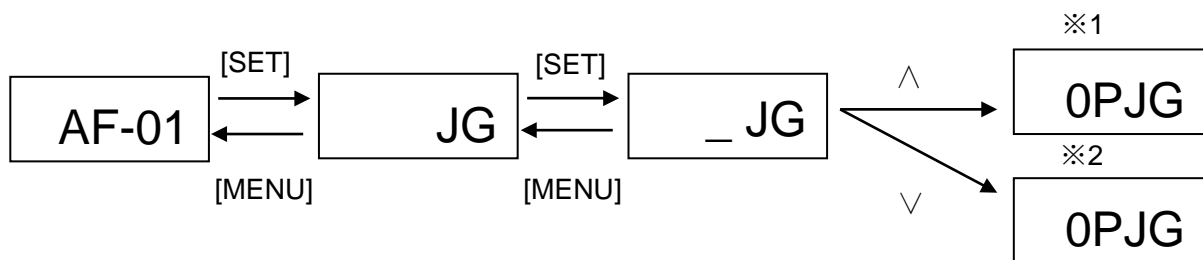 ※1
[SET]
[SET]
∧
AF-01
JG
_ JG
0PJG
※2
[MENU]
[MENU]
∨
0PJG